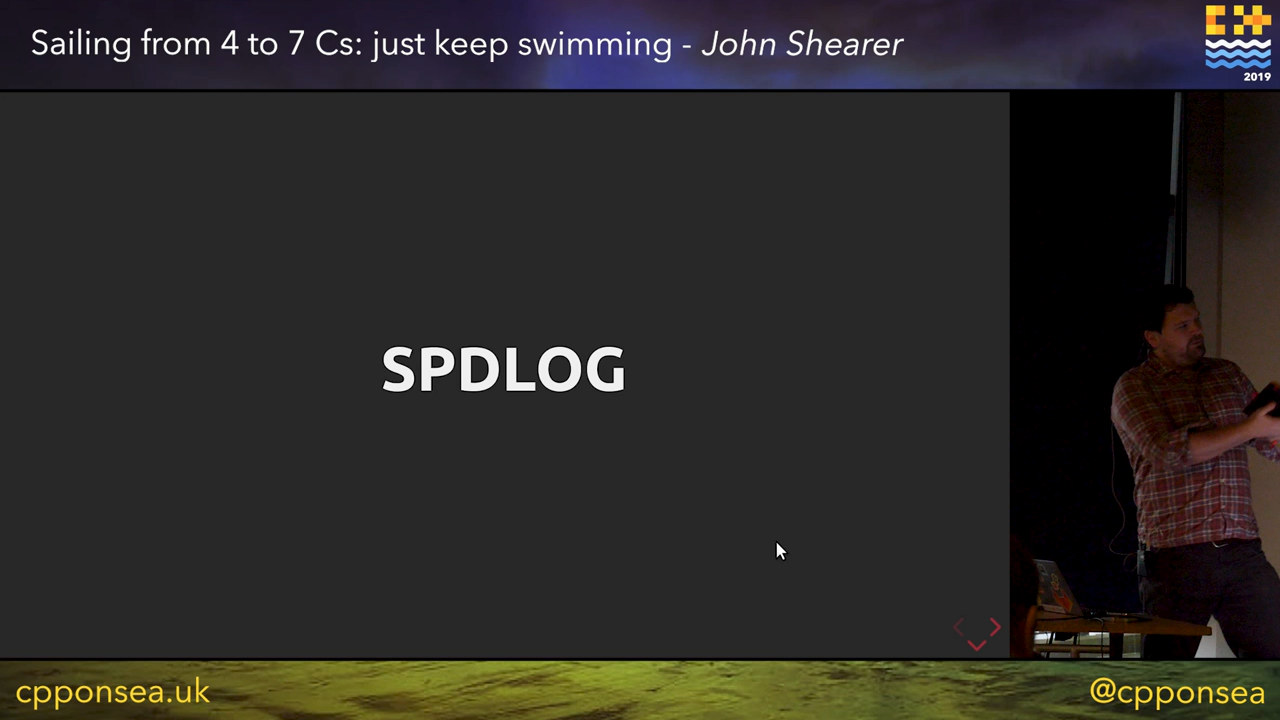 Sailing from 4 to 7 Cs: just keep swimming - John Shearer
2019
SPDLOG
cpponsea.uk
@cpponsea